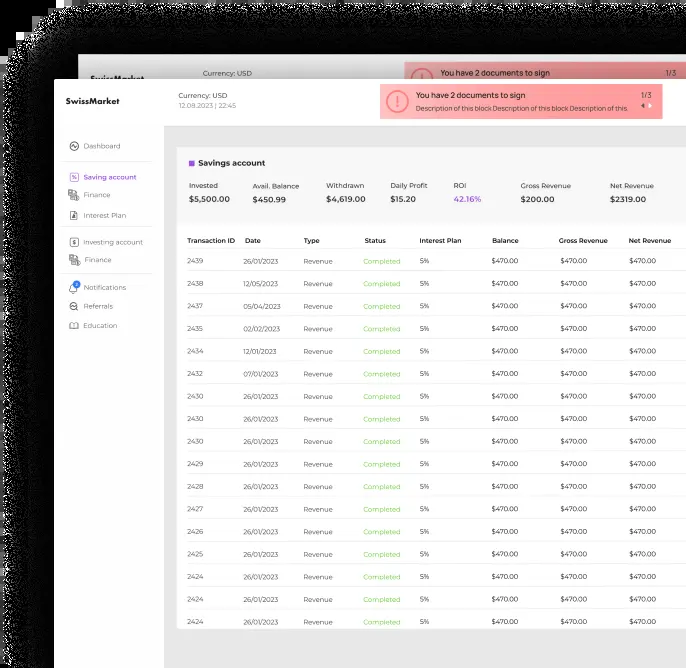 SwissMarket
Currency: USD
You have 2 documents to sign
1/3
SwissMarket
Currency: USD
12.08.2023 | 22:45
You have 2 documents to sign
1/3
Description of this block Description of this block Description of this.
Dashboard
Saving account
Finance
Interest Plan
Investing account
Finance
2
Notifications
Referrals
Education
Savings account
Invested Avail. Balance Withdrawn Daily Profit ROI Gross Revenue Net Revenue
$5,500.00 $450.99 $4,619.00 $15.20 42.16% $200.00 $2319.00
Transaction ID Date Type Status Interest Plan Balance Gross Revenue Net Revenue
2439 26/01/2023 Revenue Completed 5% $470.00 $470.00 $470.00
2438 12/05/2023 Revenue Completed 5% $470.00 $470.00 $470.00
2437 05/04/2023 Revenue Completed 5% $470.00 $470.00 $470.00
2435 02/02/2023 Revenue Completed 5% $470.00 $470.00 $470.00
2434 12/01/2023 Revenue Completed 5% $470.00 $470.00 $470.00
2432 07/01/2023 Revenue Completed 5% $470.00 $470.00 $470.00
2430 26/01/2023 Revenue Completed 5% $470.00 $470.00 $470.00
2430 26/01/2023 Revenue Completed 5% $470.00 $470.00 $470.00
2430 26/01/2023 Revenue Completed 5% $470.00 $470.00 $470.00
2429 26/01/2023 Revenue Completed 5% $470.00 $470.00 $470.00
2428 26/01/2023 Revenue Completed 5% $470.00 $470.00 $470.00
2427 26/01/2023 Revenue Completed 5% $470.00 $470.00 $470.00
2426 26/01/2023 Revenue Completed 5% $470.00 $470.00 $470.00
2425 26/01/2023 Revenue Completed 5% $470.00 $470.00 $470.00
2424 26/01/2023 Revenue Completed 5% $470.00 $470.00 $470.00
2424 26/01/2023 Revenue Completed 5% $470.00 $470.00 $470.00
2424 26/01/2023 Revenue Completed 5% $470.00 $470.00 $470.00